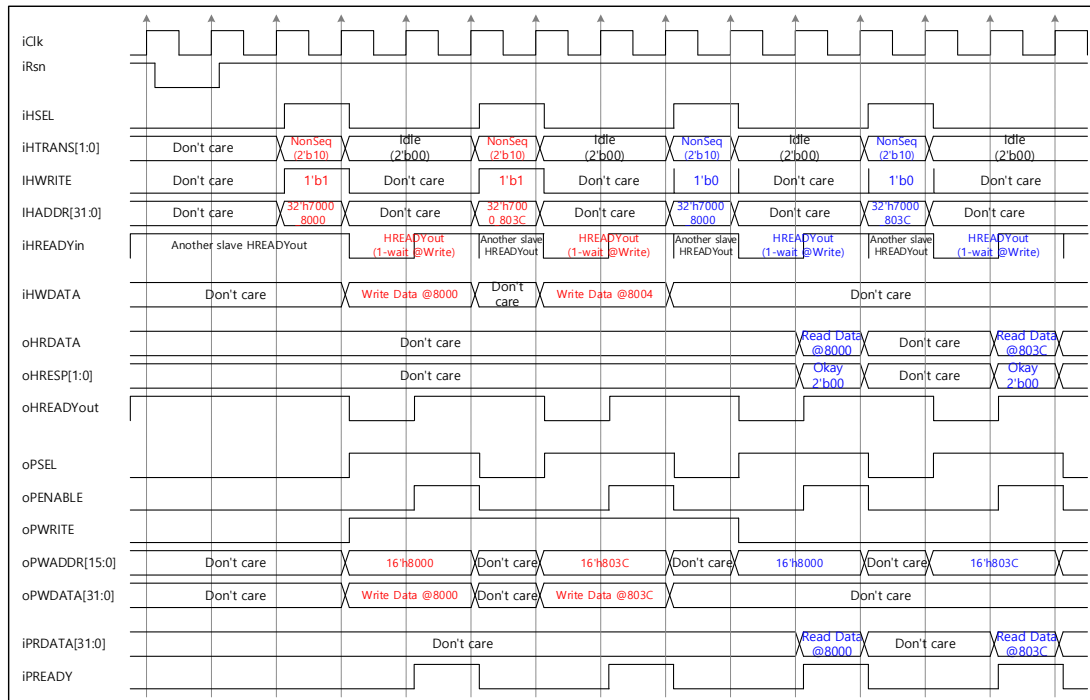 iClk
iRsn
iHSEL
iHTRANS[1:0] Don't care NonSeq (2'b10) Idle (2'b00) NonSeq (2'b10) Idle (2'b00) NonSeq (2'b10) Idle (2'b00) NonSeq (2'b10) Idle (2'b00)
IHWRITE Don't care 1'b1 Don't care 1'b1 Don't care 1'b0 Don't care 1'b0 Don't care
IHADDR[31:0] Don't care 32'h7000 8000 Don't care 32'h700 0 803C Don't care 32'h7000 8000 Don't care 32'h7000 803C Don't care
iHREADYin Another slave HREADYout HREADYout (1-wait @Write) Another slave HREADYout HREADYout (1-wait @Write) Another slave HREADYout HREADYout (1-wait @Write) Another slave HREADYout HREADYout (1-wait @Write)
iHWDATA Don't care Write Data @8000 Don't care Write Data @8004 Don't care
oHRDATA Don't care Read Data @8000 Don't care Read Data @803C
oHRESP[1:0] Don't care Okay 2'b00 Don't care Okay 2'b00
oHREADYout
oPSEL
oPENABLE
oPWRITE
oPWADDR[15:0] Don't care 16'h8000 Don't care 16'h803C Don't care 16'h8000 Don't care 16'h803C
oPWDATA[31:0] Don't care Write Data @8000 Don't care Write Data @803C Don't care
iPRDATA[31:0] Don't care Read Data @8000 Don't care Read Data @803C
iPREADY